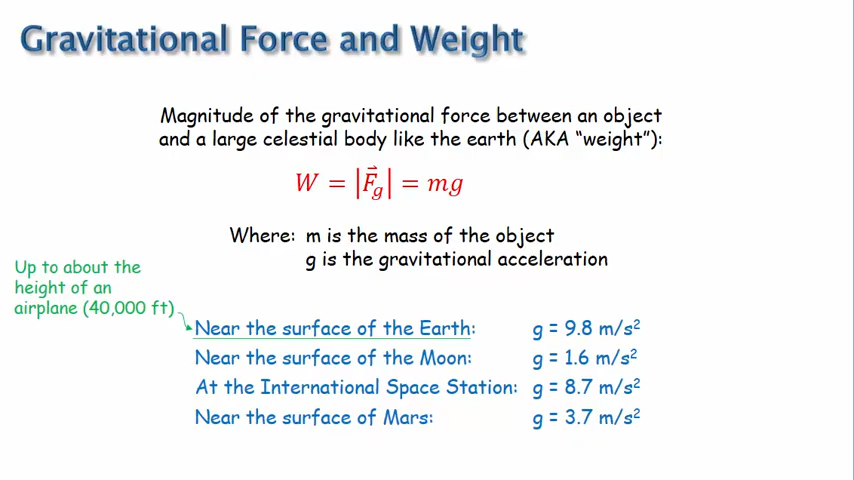 Gravitational Force and Weight
Magnitude of the gravitational force between an object
and a large celestial body like the earth (AKA “weight”):
W = |F⃗g| = mg
Where: m is the mass of the object
g is the gravitational acceleration
Up to about the
height of an
airplane (40,000 ft)
Near the surface of the Earth: g = 9.8 m/s²
Near the surface of the Moon: g = 1.6 m/s²
At the International Space Station: g = 8.7 m/s²
Near the surface of Mars: g = 3.7 m/s²